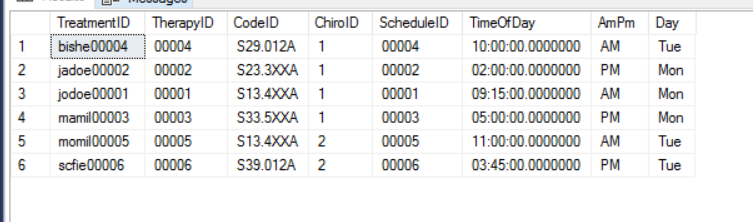 Messages
TreatmentID TherapyID CodeID ChiroID ScheduleID TimeOfDay AmPm Day
1 bishe00004 00004 S29.012A 1 00004 10:00:00.0000000 AM Tue
2 jadoe00002 00002 S23.3XXA 1 00002 02:00:00.0000000 PM Mon
3 jodoe00001 00001 S13.4XXA 1 00001 09:15:00.0000000 AM Mon
4 mamil00003 00003 S33.5XXA 1 00003 05:00:00.0000000 PM Mon
5 momil00005 00005 S13.4XXA 2 00005 11:00:00.0000000 AM Tue
6 scfie00006 00006 S39.012A 2 00006 03:45:00.0000000 PM Tue